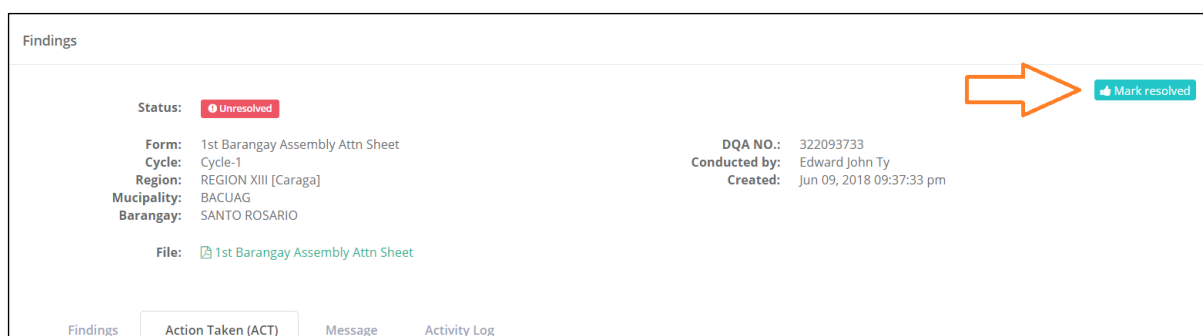 Findings
Mark resolved
Status: Unresolved
Form: 1st Barangay Assembly Attn Sheet
Cycle: Cycle-1
Region: REGION XIII [Caraga]
Mucipality: BACUAG
Barangay: SANTO ROSARIO
File: 1st Barangay Assembly Attn Sheet
DQA NO.: 322093733
Conducted by: Edward John Ty
Created: Jun 09, 2018 09:37:33 pm
Findings Action Taken (ACT) Message Activity Log